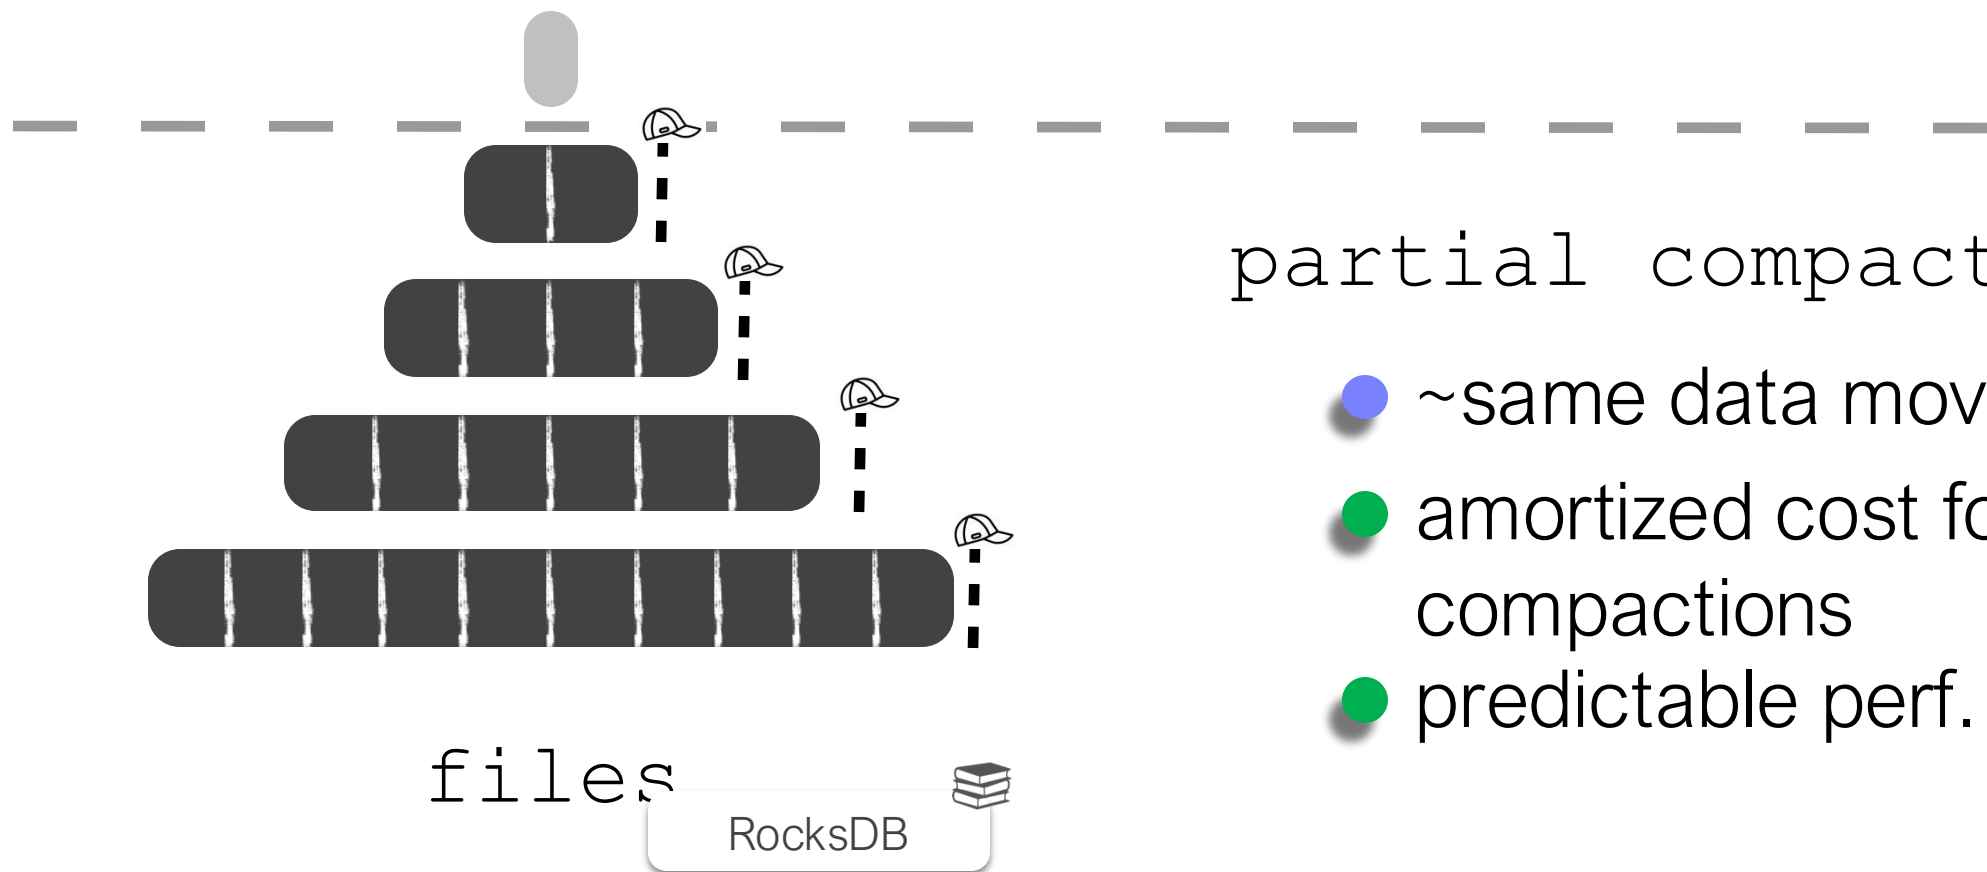 partial compact
~same data mov
amortized cost fo
compactions
predictable perf.
files
RocksDB